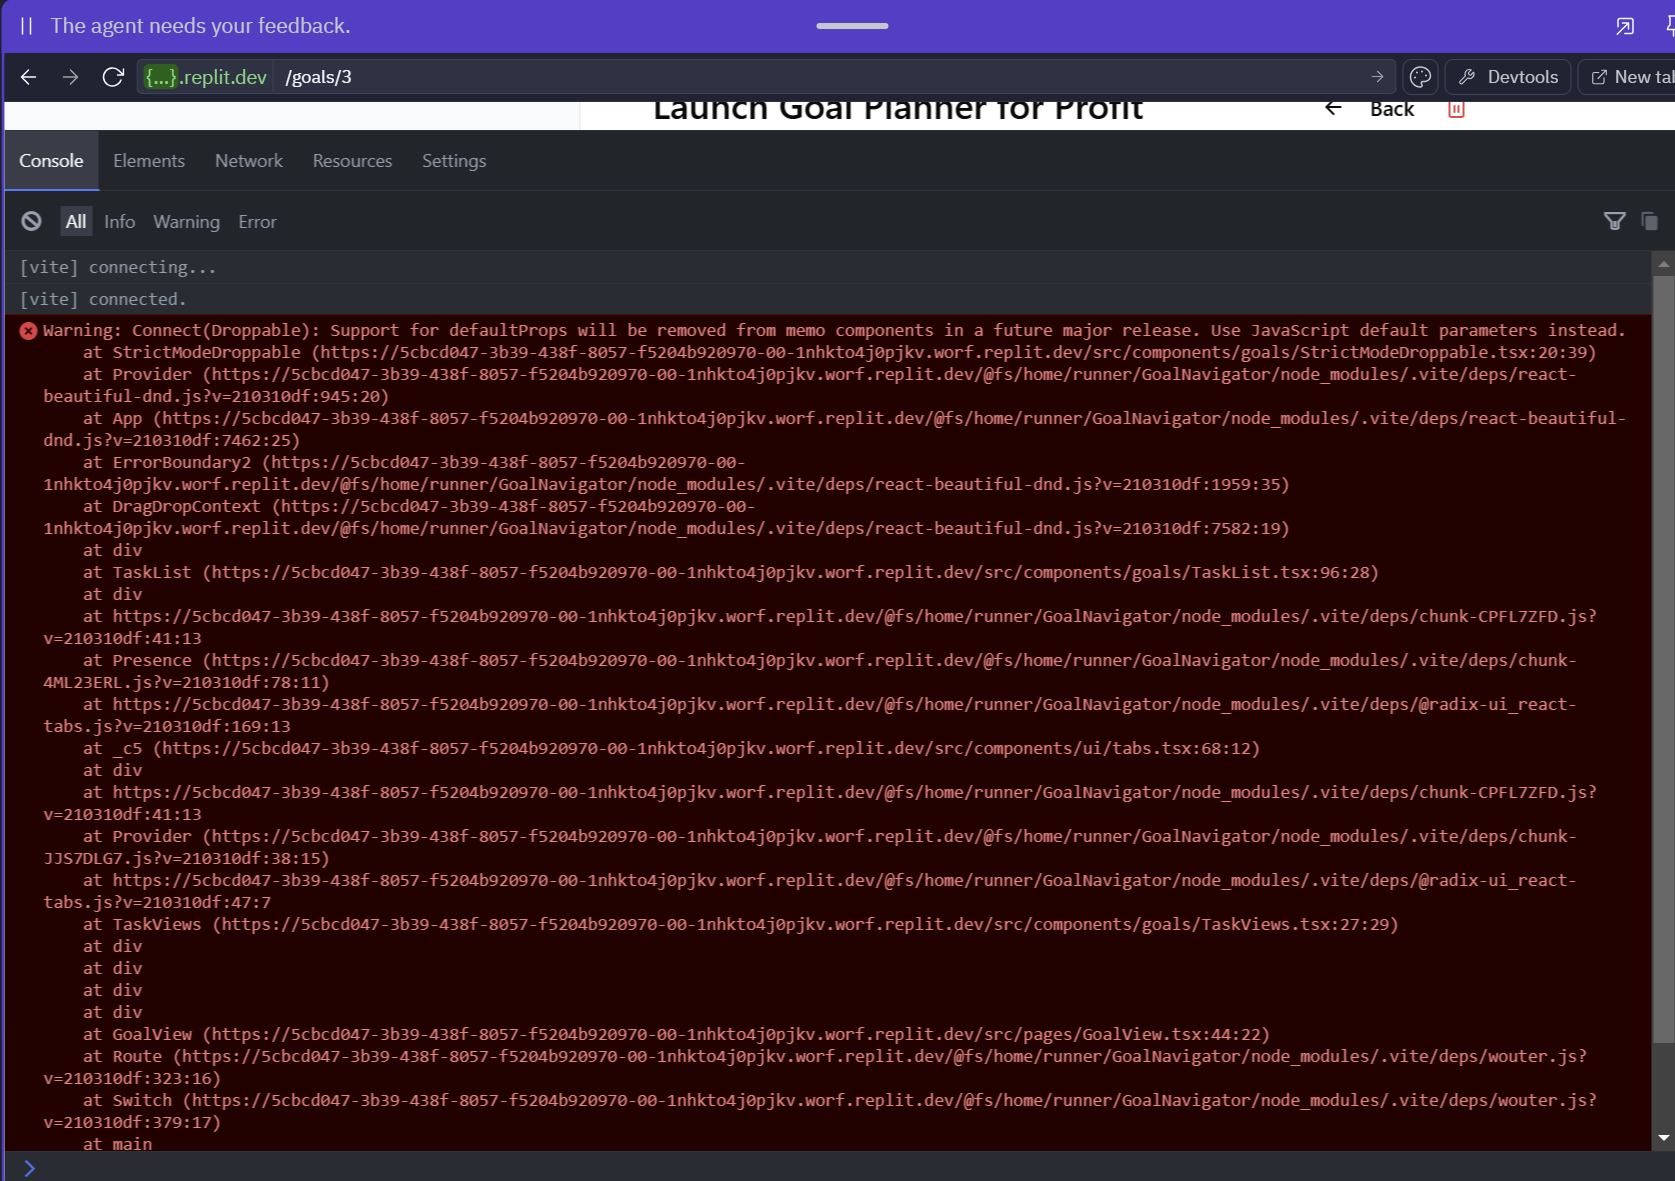 The agent needs your feedback.
{...}.replit.dev /goals/3 Devtools New
Launch Goal Planner for Profit Back
Console Elements Network Resources Settings
All Info Warning Error
[vite] connecting...
[vite] connected.
Warning: Connect(Droppable): Support for defaultProps will be removed from memo components in a future major release. Use JavaScript default parameters instead.
at StrictModeDroppable (https://5cbcd047-3b39-438f-8057-f5204b920970-00-1nhkto4j0pjkv.worf.replit.dev/src/components/goals/StrictModeDroppable.tsx:20:39)
at Provider (https://5cbcd047-3b39-438f-8057-f5204b920970-00-1nhkto4j0pjkv.worf.replit.dev/@fs/home/runner/GoalNavigator/node_modules/.vite/deps/react-
beautiful-dnd.js?v=210310df:945:20)
at App (https://5cbcd047-3b39-438f-8057-f5204b920970-00-1nhkto4j0pjkv.worf.replit.dev/@fs/home/runner/GoalNavigator/node_modules/.vite/deps/react-beautiful-
dnd.js?v=210310df:7462:25)
at ErrorBoundary2 (https://5cbcd047-3b39-438f-8057-f5204b920970-00-
1nhkto4j0pjkv.worf.replit.dev/@fs/home/runner/GoalNavigator/node_modules/.vite/deps/react-beautiful-dnd.js?v=210310df:1959:35)
at DragDropContext (https://5cbcd047-3b39-438f-8057-f5204b920970-00-
1nhkto4j0pjkv.worf.replit.dev/@fs/home/runner/GoalNavigator/node_modules/.vite/deps/react-beautiful-dnd.js?v=210310df:7582:19)
at div
at TaskList (https://5cbcd047-3b39-438f-8057-f5204b920970-00-1nhkto4j0pjkv.worf.replit.dev/src/components/goals/TaskList.tsx:96:28)
at div
at https://5cbcd047-3b39-438f-8057-f5204b920970-00-1nhkto4j0pjkv.worf.replit.dev/@fs/home/runner/GoalNavigator/node_modules/.vite/deps/chunk-CPFL7ZFD.js?
v=210310df:41:13
at Presence (https://5cbcd047-3b39-438f-8057-f5204b920970-00-1nhkto4j0pjkv.worf.replit.dev/@fs/home/runner/GoalNavigator/node_modules/.vite/deps/chunk-
4ML23ERL.js?v=210310df:78:11)
at https://5cbcd047-3b39-438f-8057-f5204b920970-00-1nhkto4j0pjkv.worf.replit.dev/@fs/home/runner/GoalNavigator/node_modules/.vite/deps/@radix-ui_react-
tabs.js?v=210310df:169:13
at _c5 (https://5cbcd047-3b39-438f-8057-f5204b920970-00-1nhkto4j0pjkv.worf.replit.dev/src/components/ui/tabs.tsx:68:12)
at div
at https://5cbcd047-3b39-438f-8057-f5204b920970-00-1nhkto4j0pjkv.worf.replit.dev/@fs/home/runner/GoalNavigator/node_modules/.vite/deps/chunk-CPFL7ZFD.js?
v=210310df:41:13
at Provider (https://5cbcd047-3b39-438f-8057-f5204b920970-00-1nhkto4j0pjkv.worf.replit.dev/@fs/home/runner/GoalNavigator/node_modules/.vite/deps/chunk-
JJS7DLG7.js?v=210310df:38:15)
at https://5cbcd047-3b39-438f-8057-f5204b920970-00-1nhkto4j0pjkv.worf.replit.dev/@fs/home/runner/GoalNavigator/node_modules/.vite/deps/@radix-ui_react-
tabs.js?v=210310df:47:7
at TaskViews (https://5cbcd047-3b39-438f-8057-f5204b920970-00-1nhkto4j0pjkv.worf.replit.dev/src/components/goals/TaskViews.tsx:27:29)
at div
at div
at div
at div
at GoalView (https://5cbcd047-3b39-438f-8057-f5204b920970-00-1nhkto4j0pjkv.worf.replit.dev/src/pages/GoalView.tsx:44:22)
at Route (https://5cbcd047-3b39-438f-8057-f5204b920970-00-1nhkto4j0pjkv.worf.replit.dev/@fs/home/runner/GoalNavigator/node_modules/.vite/deps/wouter.js?
v=210310df:323:16)
at Switch (https://5cbcd047-3b39-438f-8057-f5204b920970-00-1nhkto4j0pjkv.worf.replit.dev/@fs/home/runner/GoalNavigator/node_modules/.vite/deps/wouter.js?
v=210310df:379:17)
at main